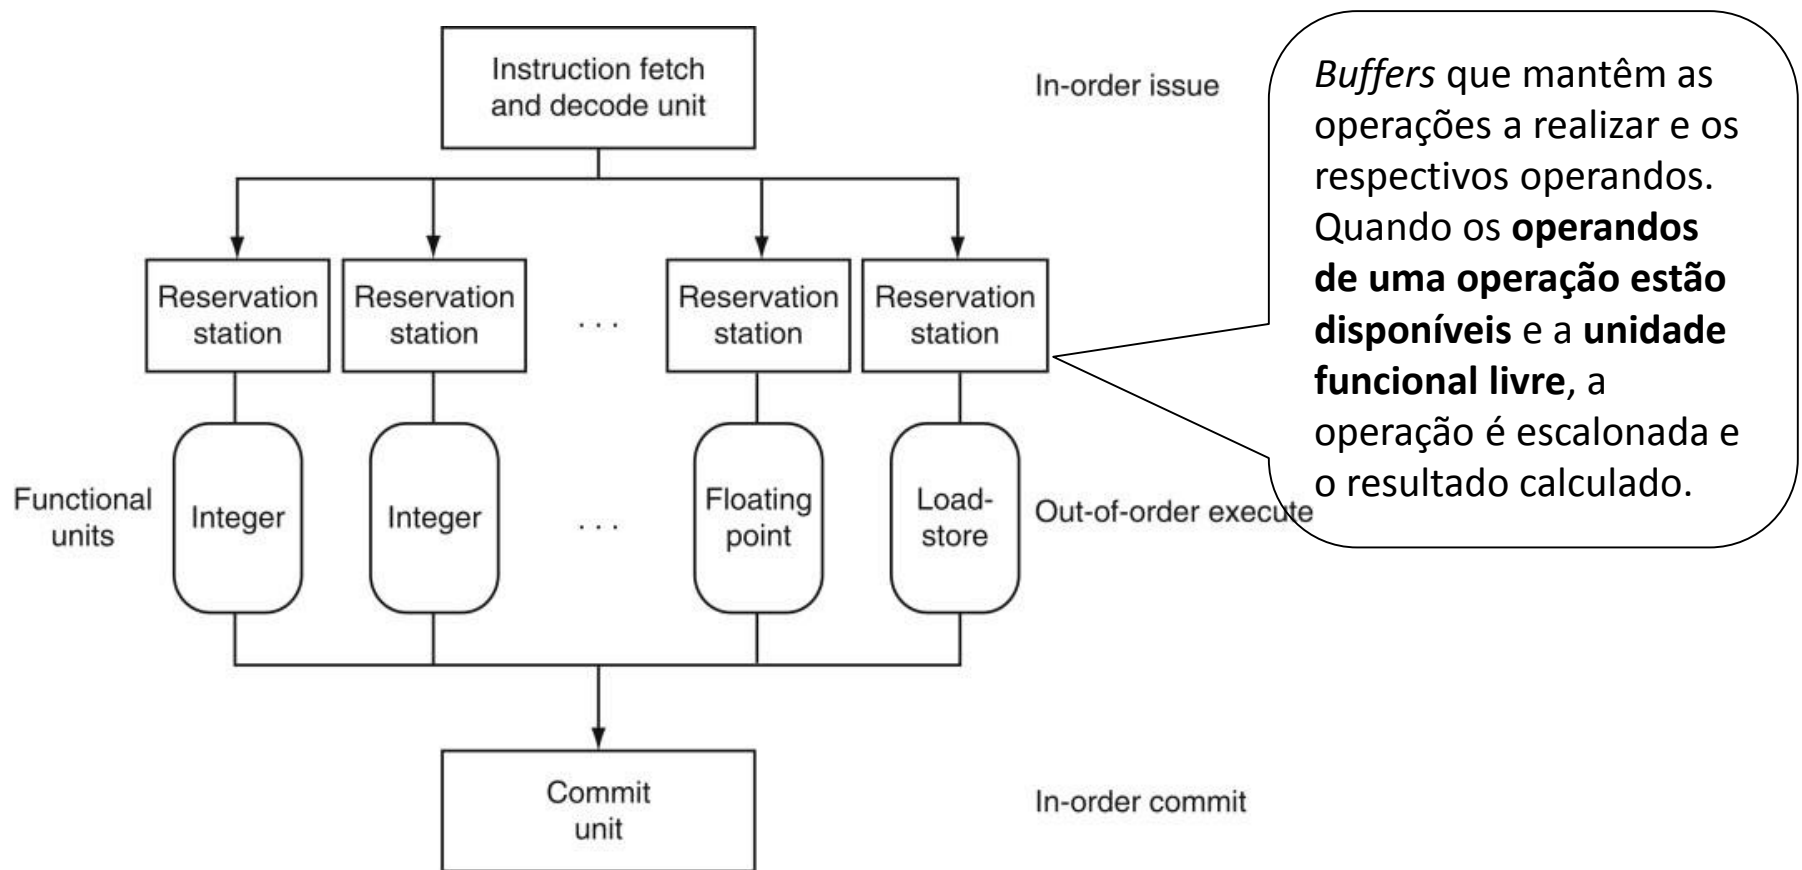 Instruction fetch
and decode unit
In-order issue
Buffers que mantêm as
operações a realizar e os
respectivos operandos.
Quando os operandos
de uma operação estão
disponíveis e a unidade
funcional livre, a
operação é escalonada e
o resultado calculado.
Reservation
station
Reservation
station
. . .
Reservation
station
Reservation
station
Functional
units
Integer
Integer
. . .
Floating
point
Load-
store
Out-of-order execute
Commit
unit
In-order commit